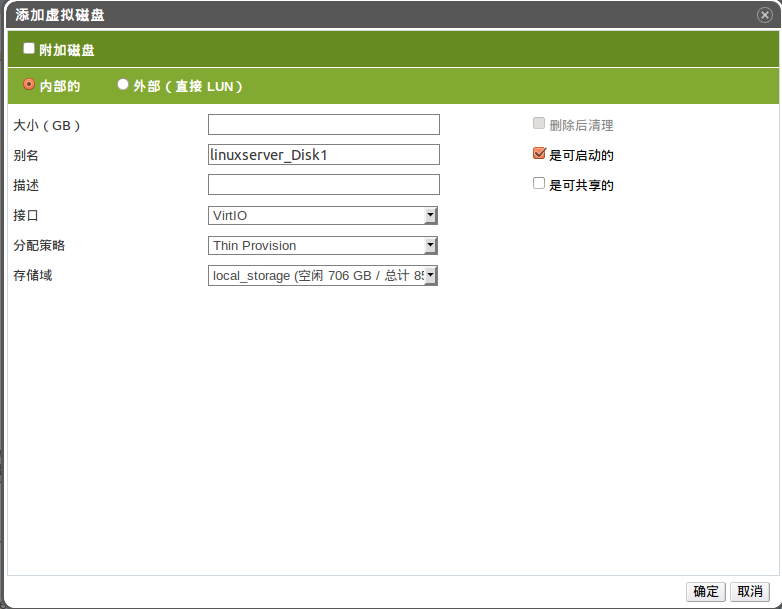 添加虚拟磁盘
附加磁盘
内部的 外部（直接 LUN）
大小（GB） 删除后清理
别名 linuxserver_Disk1 是可启动的
描述 是可共享的
接口 VirtIO
分配策略 Thin Provision
存储域 local_storage (空闲 706 GB / 总计 85
确定 取消